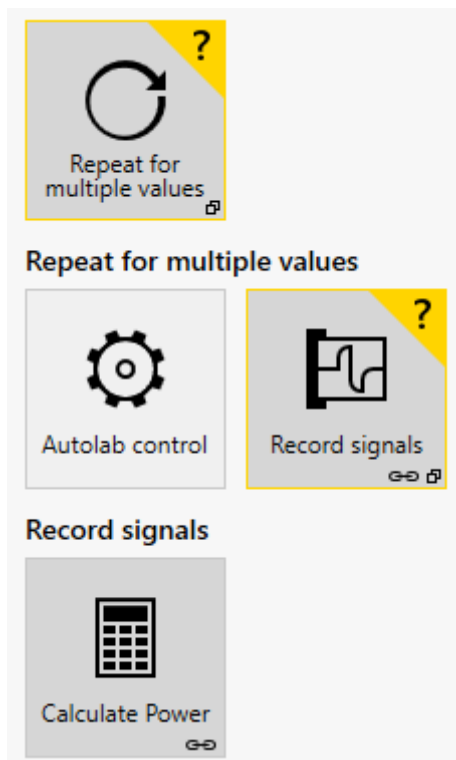 ?
Repeat for
multiple values
Repeat for multiple values
?
Autolab control
Record signals
Record signals
Calculate Power